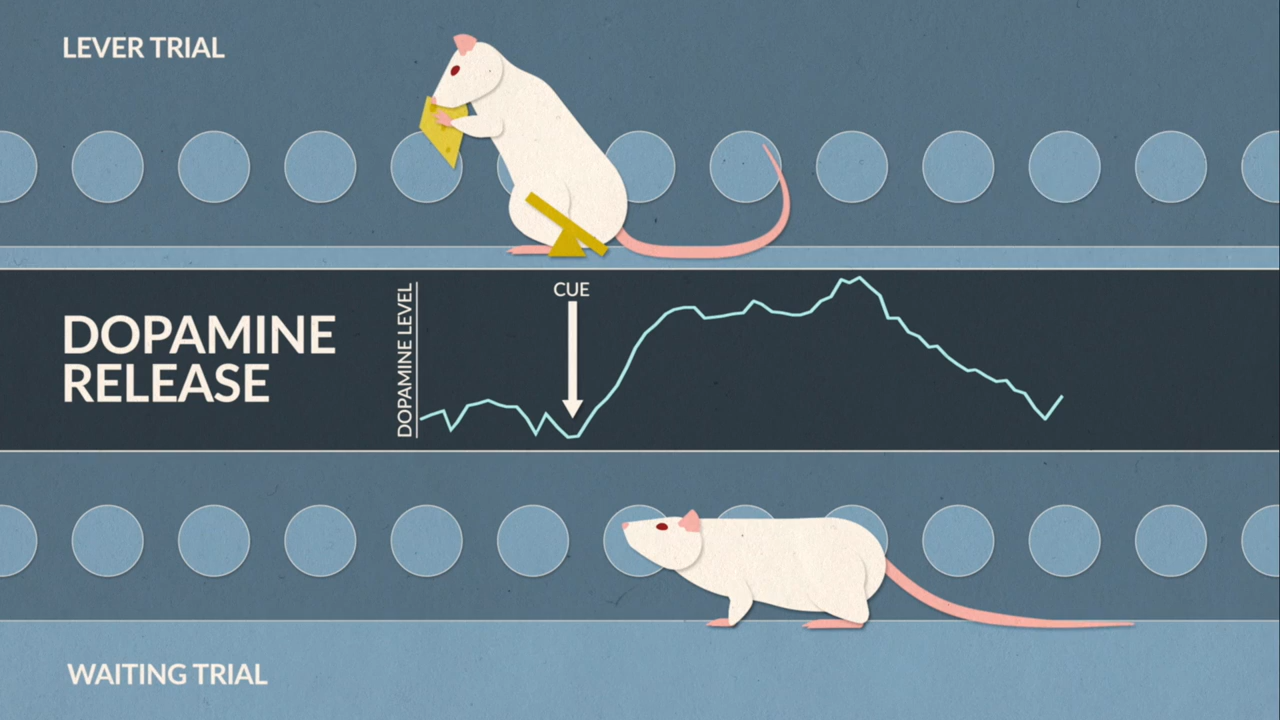 LEVER TRIAL
DOPAMINE
RELEASE
DOPAMINE LEVEL
CUE
WAITING TRIAL